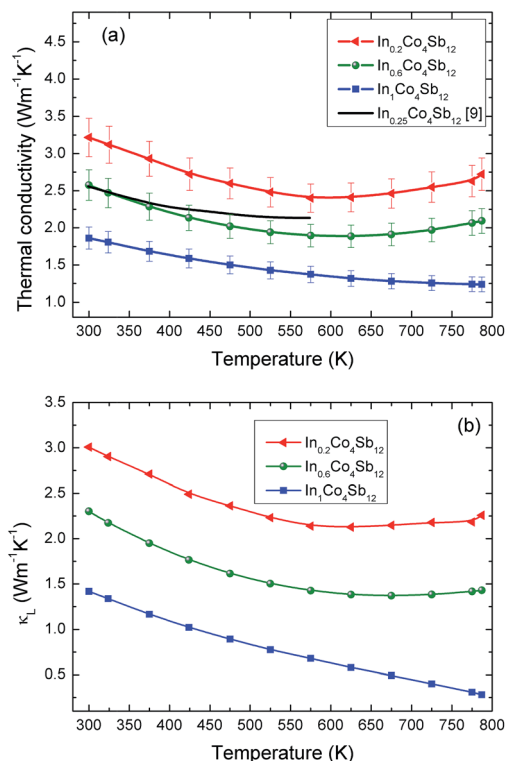 (a)
In0.2Co4Sb12
In0.6Co4Sb12
In1Co4Sb12
In0.25Co4Sb12 [9]
Thermal conductivity (Wm-1K-1)
4.5
4.0
3.5
3.0
2.5
2.0
1.5
1.0
300 350 400 450 500 550 600 650 700 750 800
Temperature (K)
(b)
In0.2Co4Sb12
In0.6Co4Sb12
In1Co4Sb12
κL (Wm-1K-1)
3.5
3.0
2.5
2.0
1.5
1.0
0.5
300 350 400 450 500 550 600 650 700 750 800
Temperature (K)